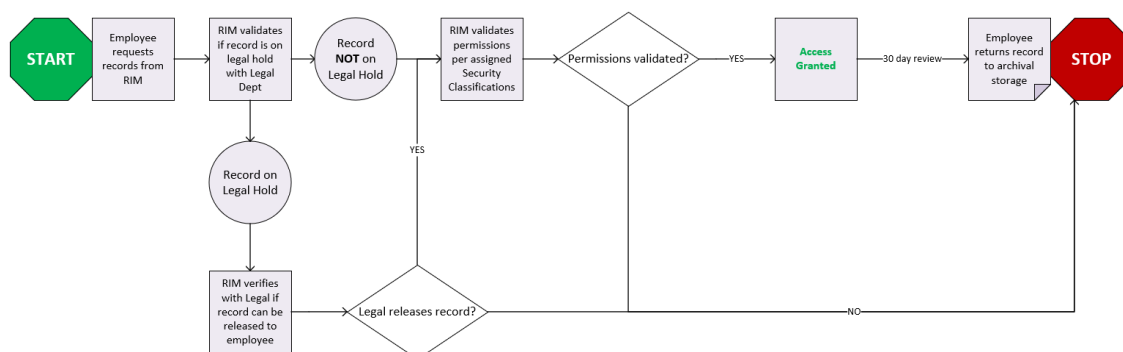 START
Employee
requests
records from
RIM
RIM validates
if record is on
legal hold
with Legal
Dept
Record
NOT on
Legal Hold
RIM validates
permissions
per assigned
Security
Classifications
Permissions validated?
YES
Access
Granted
30 day review
Employee
returns record
to archival
storage
STOP
YES
Record on
Legal Hold
RIM verifies
with Legal if
record can be
released to
employee
Legal releases record?
NO